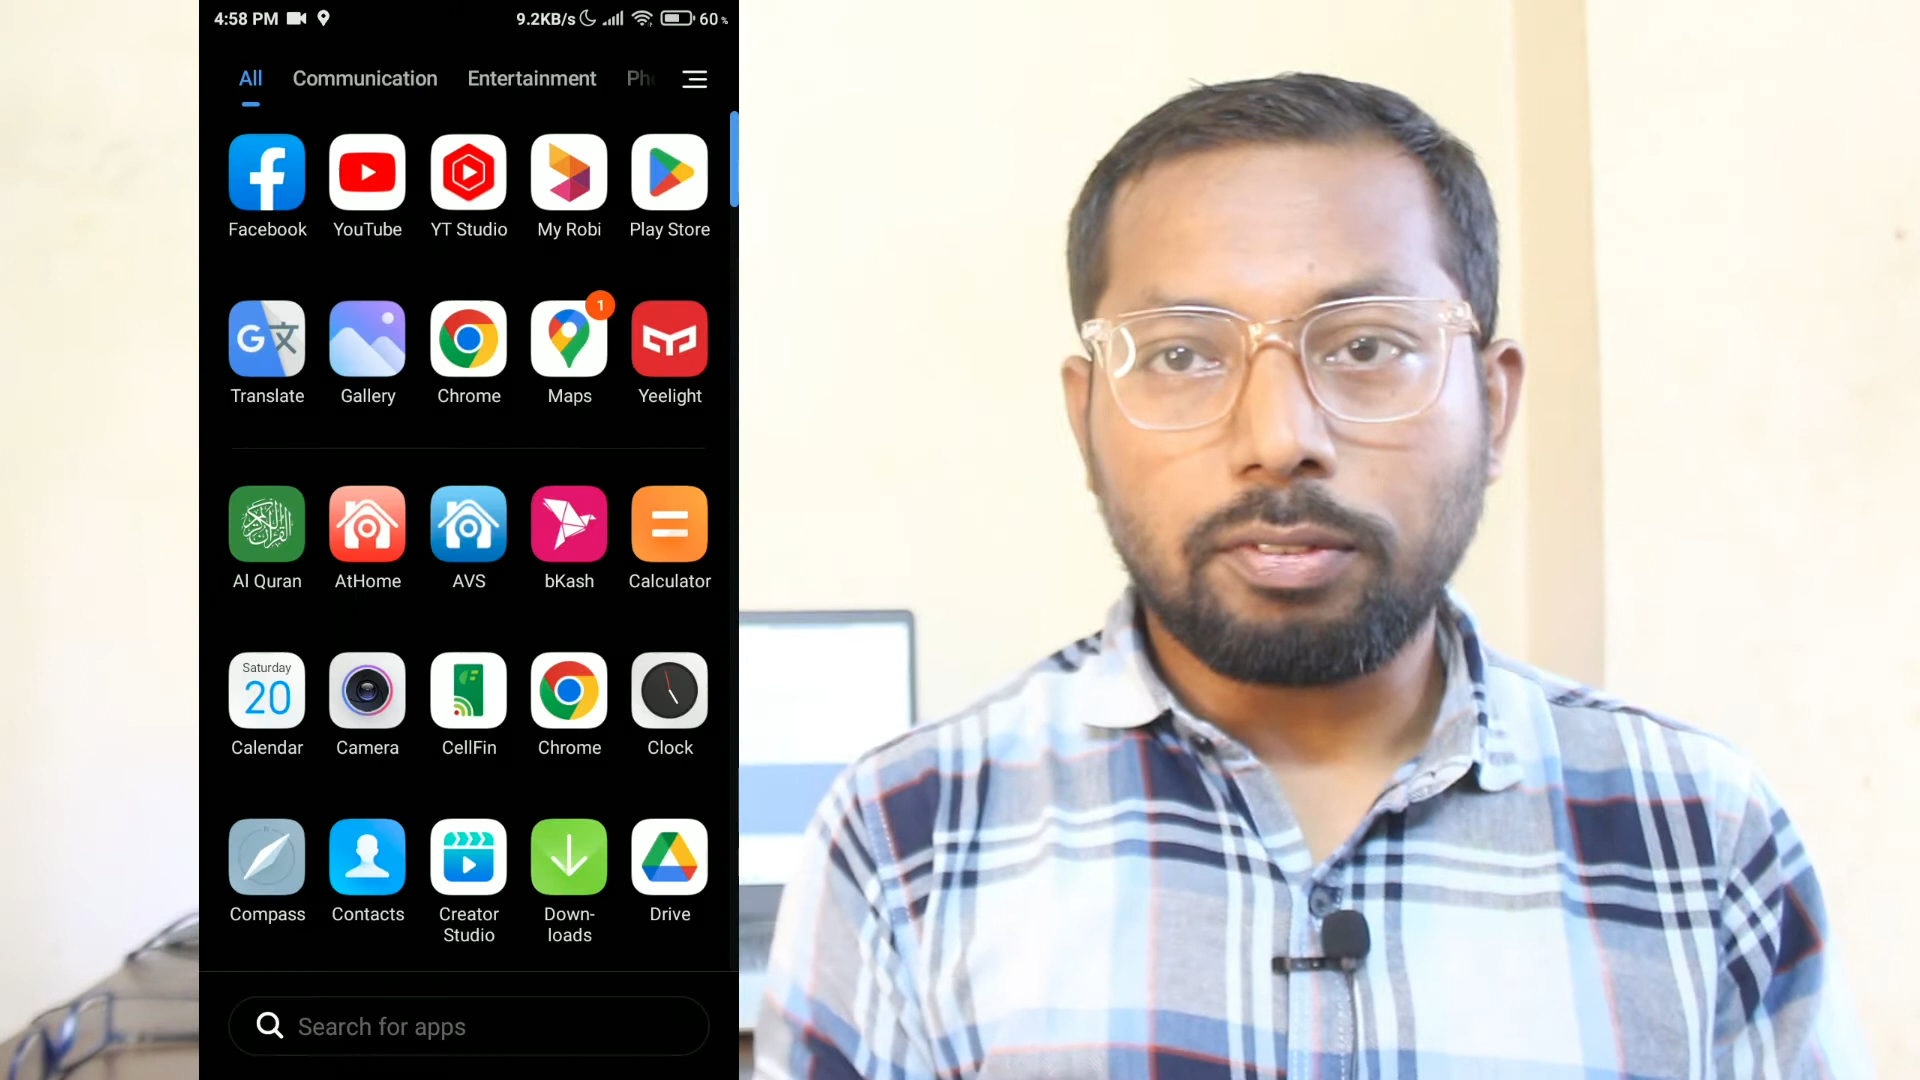 4:58 PM 9.2KB/s 60%
All Communication Entertainment
Facebook YouTube YT Studio My Robi Play Store
1
Translate Gallery Chrome Maps Yeelight
Al Quran AtHome AVS bKash Calculator
Saturday
20
Calendar Camera CellFin Chrome Clock
Compass Contacts Creator Down- Drive
Studio loads
Search for apps